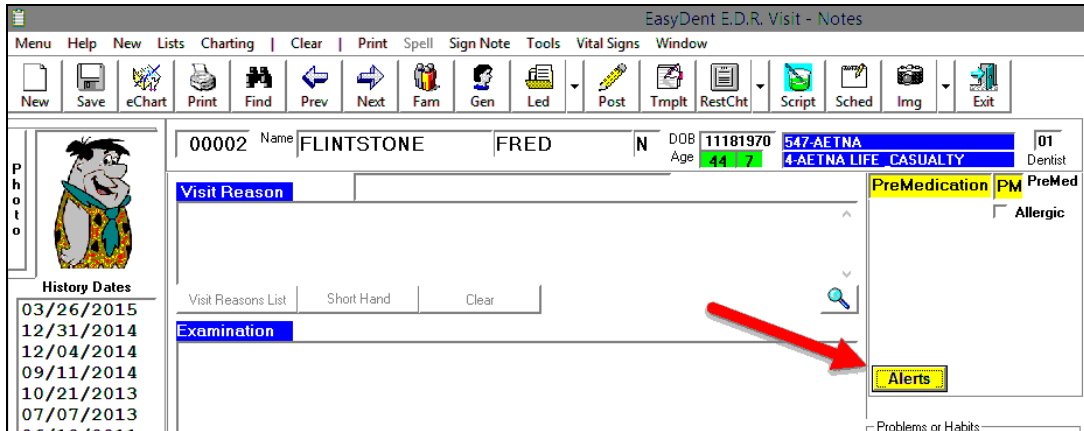 EasyDent E.D.R. Visit - Notes
Menu Help New Lists Charting | Clear | Print Spell Sign Note Tools Vital Signs Window
New Save eChart Print Find Prev Next Fam Gen Led Post Tmplt RestCht Script Sched Img Exit
Photo
00002 Name FLINTSTONE FRED N DOB 11181970 547-AETNA 01
Age 44 7 4-AETNA LIFE CASUALTY Dentist
Visit Reason
PreMedication PM PreMed
Allergic
History Dates
Visit Reasons List Short Hand Clear
03/26/2015
12/31/2014
Examination
12/04/2014
09/11/2014
Alerts
10/21/2013
07/07/2013
Problems or Habits